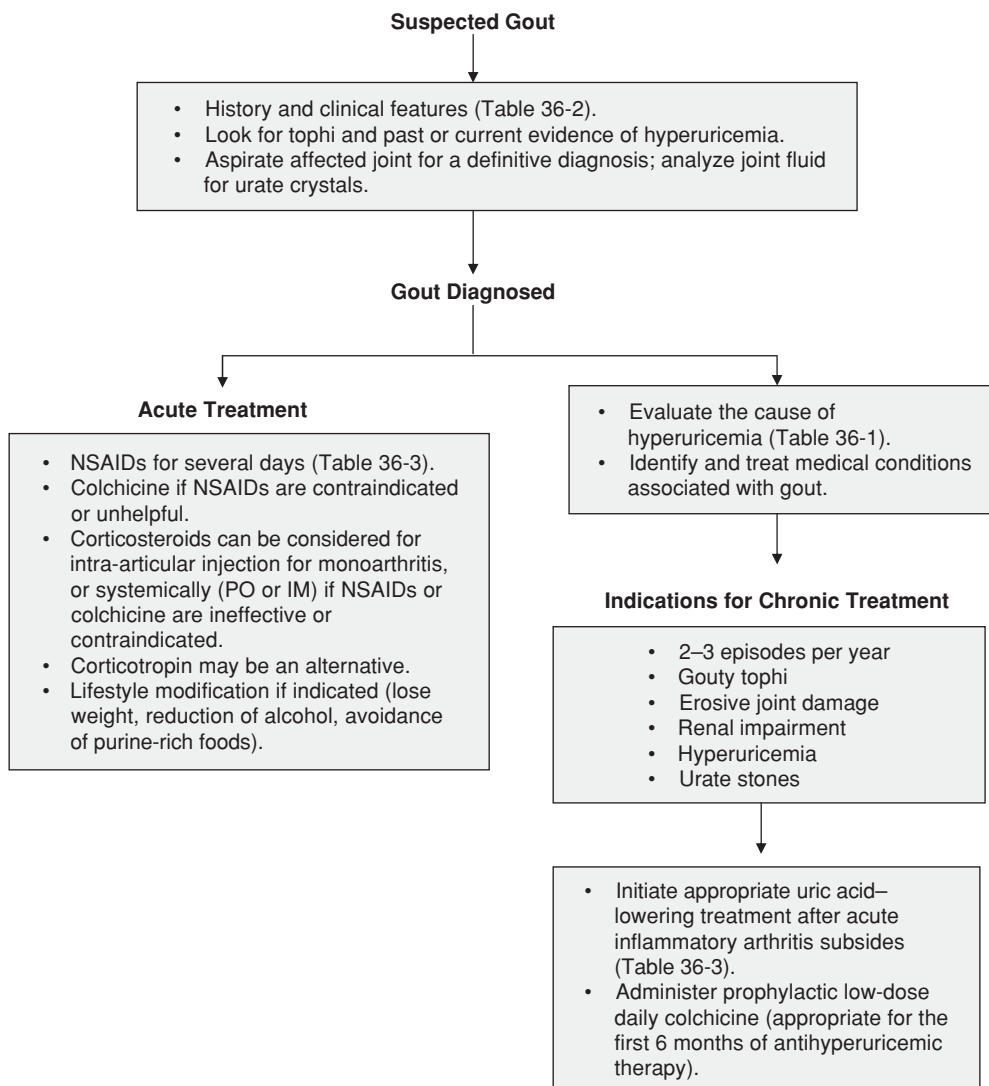 Suspected Gout
• History and clinical features (Table 36-2).
• Look for tophi and past or current evidence of hyperuricemia.
• Aspirate affected joint for a definitive diagnosis; analyze joint fluid
for urate crystals.
Gout Diagnosed
Acute Treatment
• NSAIDs for several days (Table 36-3).
• Colchicine if NSAIDs are contraindicated
or unhelpful.
• Corticosteroids can be considered for
intra-articular injection for monoarthritis,
or systemically (PO or IM) if NSAIDs or
colchicine are ineffective or
contraindicated.
• Corticotropin may be an alternative.
• Lifestyle modification if indicated (lose
weight, reduction of alcohol, avoidance
of purine-rich foods).
• Evaluate the cause of
hyperuricemia (Table 36-1).
• Identify and treat medical conditions
associated with gout.
Indications for Chronic Treatment
• 2–3 episodes per year
• Gouty tophi
• Erosive joint damage
• Renal impairment
• Hyperuricemia
• Urate stones
• Initiate appropriate uric acid–
lowering treatment after acute
inflammatory arthritis subsides
(Table 36-3).
• Administer prophylactic low-dose
daily colchicine (appropriate for the
first 6 months of antihyperuricemic
therapy).